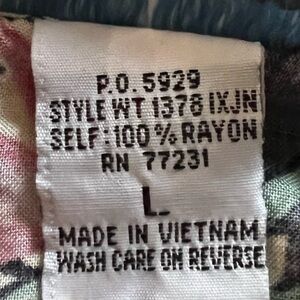 P.O. 5929
STYLE WT 1378 IXJN
SELF: 100% RAYON
RN 77231
L
MADE IN VIETNAM
WASH CARE ON REVERSE